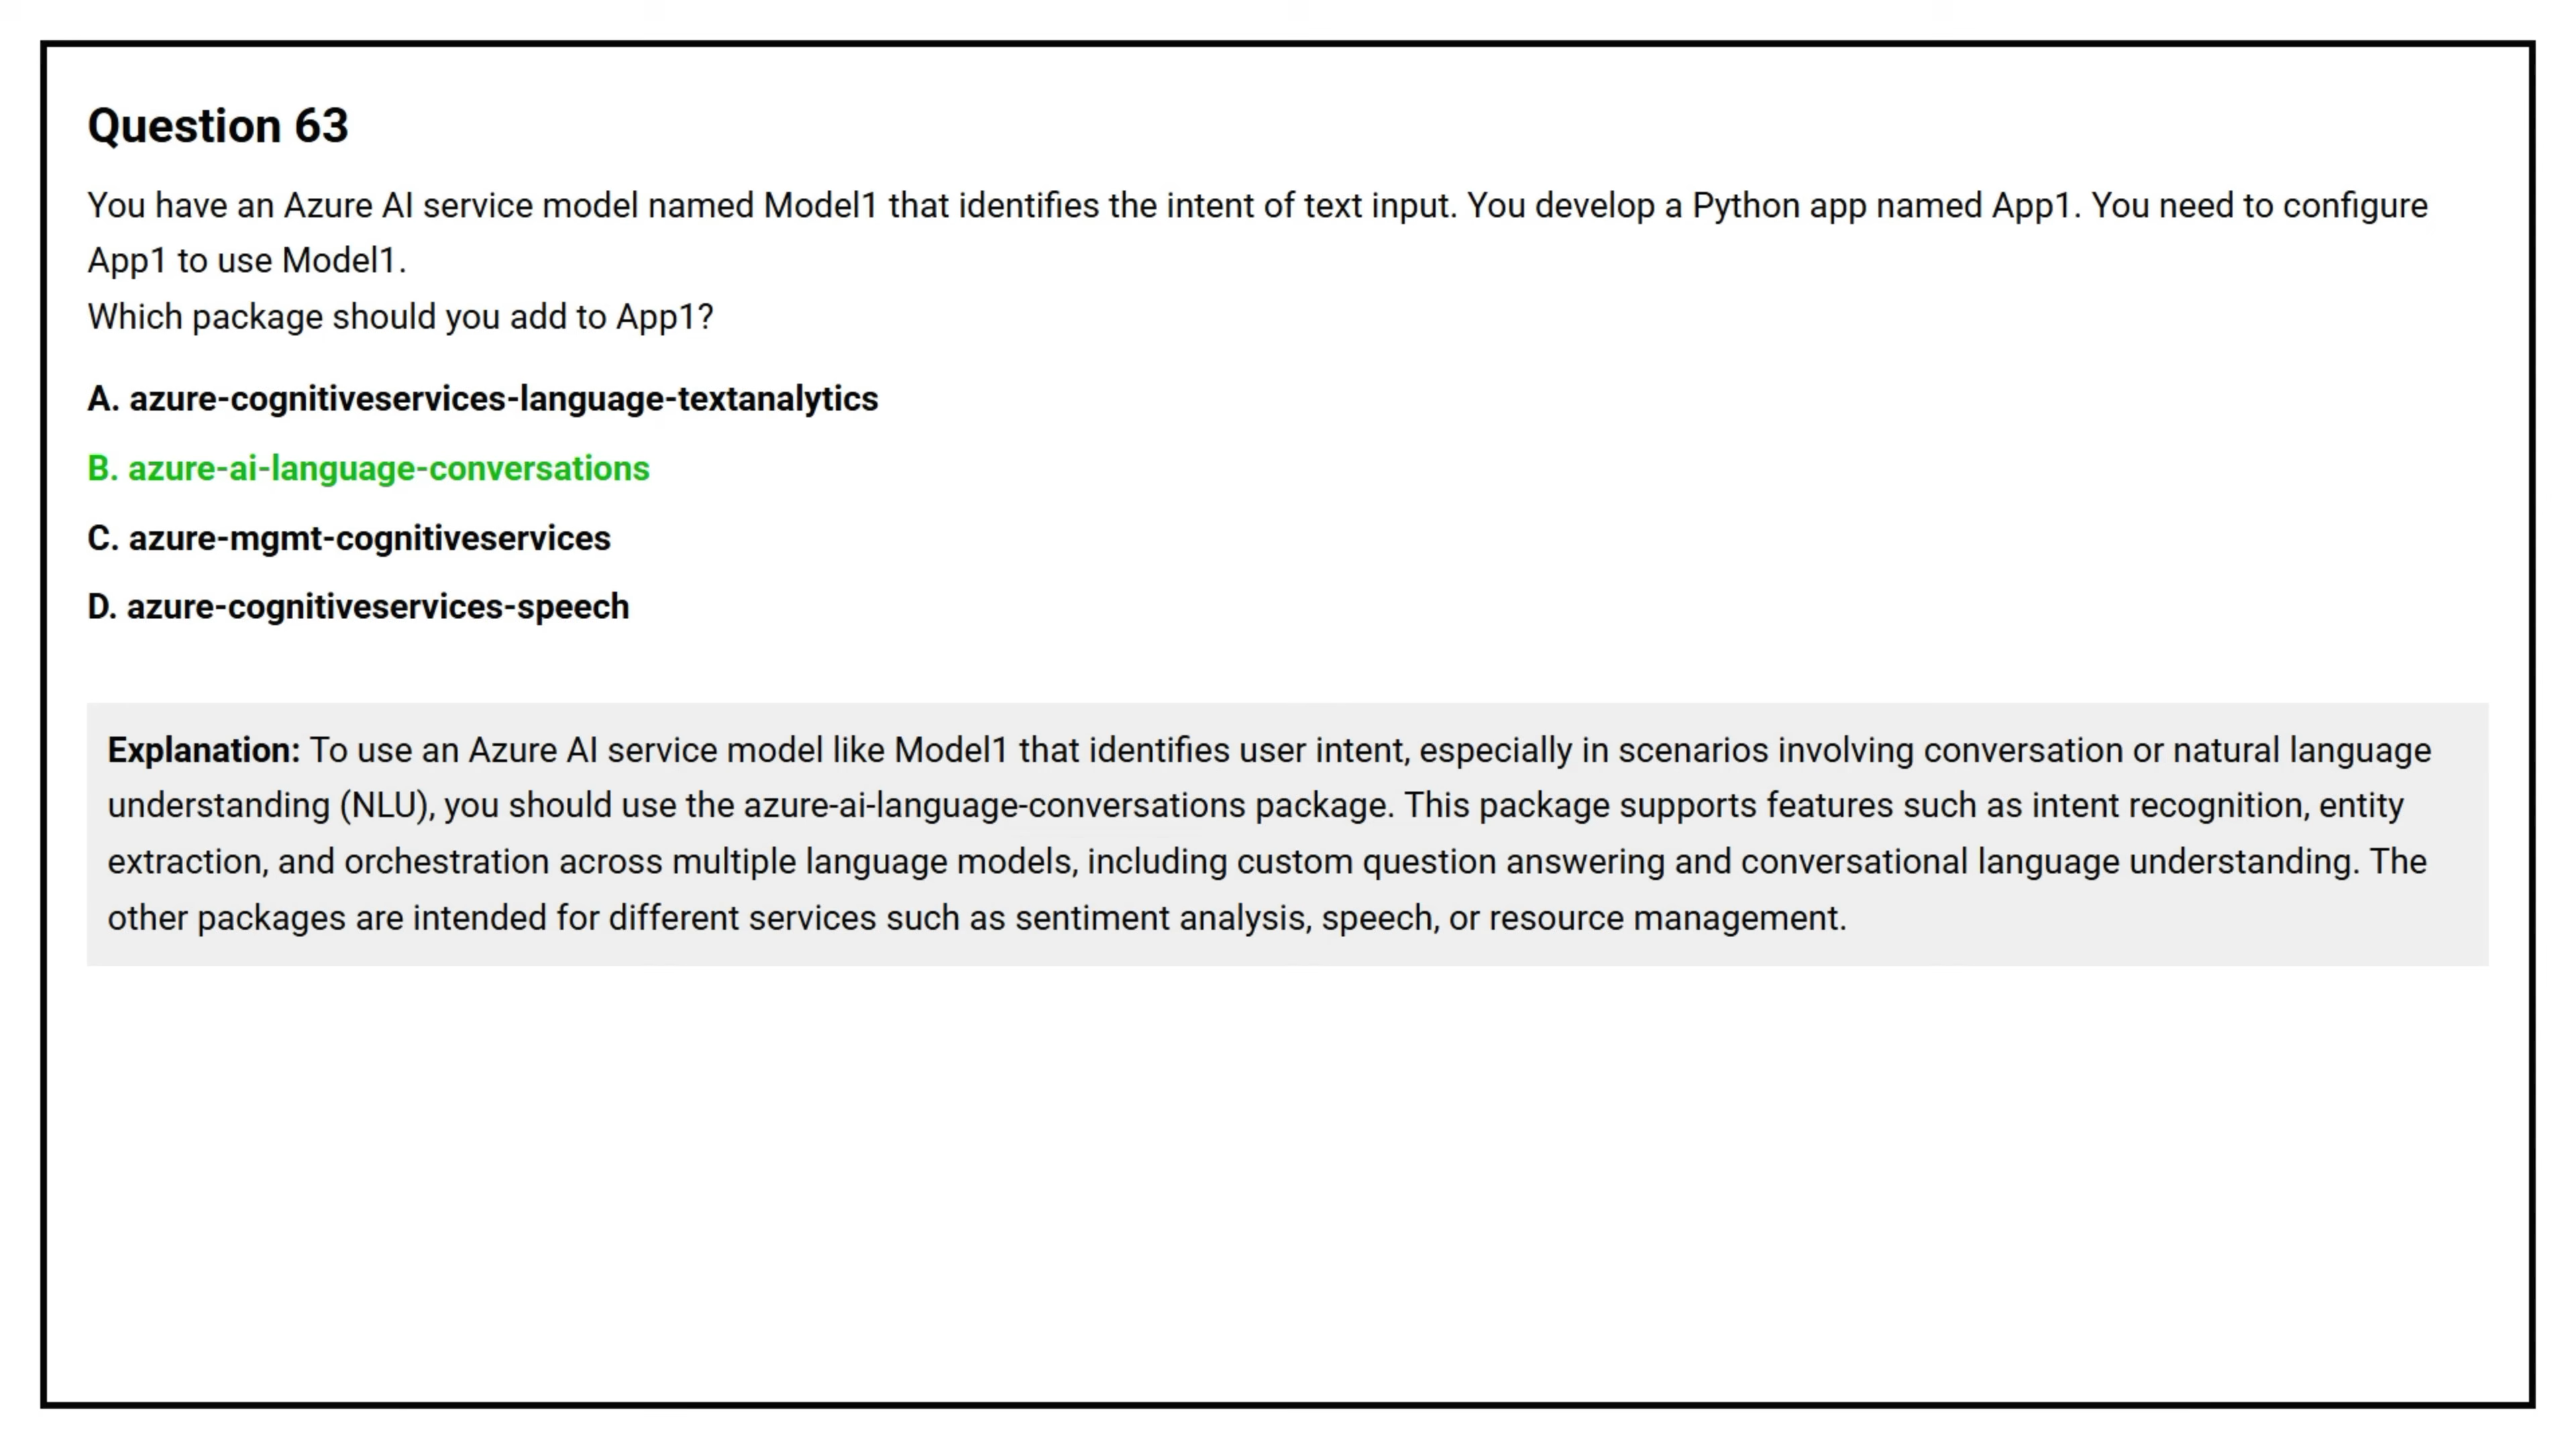 Question 63
You have an Azure AI service model named Model1 that identifies the intent of text input. You develop a Python app named App1. You need to configure
App1 to use Model1.
Which package should you add to App1?
A. azure-cognitiveservices-language-textanalytics
B. azure-ai-language-conversations
C. azure-mgmt-cognitiveservices
D. azure-cognitiveservices-speech
Explanation: To use an Azure AI service model like Model1 that identifies user intent, especially in scenarios involving conversation or natural language
understanding (NLU), you should use the azure-ai-language-conversations package. This package supports features such as intent recognition, entity
extraction, and orchestration across multiple language models, including custom question answering and conversational language understanding. The
other packages are intended for different services such as sentiment analysis, speech, or resource management.